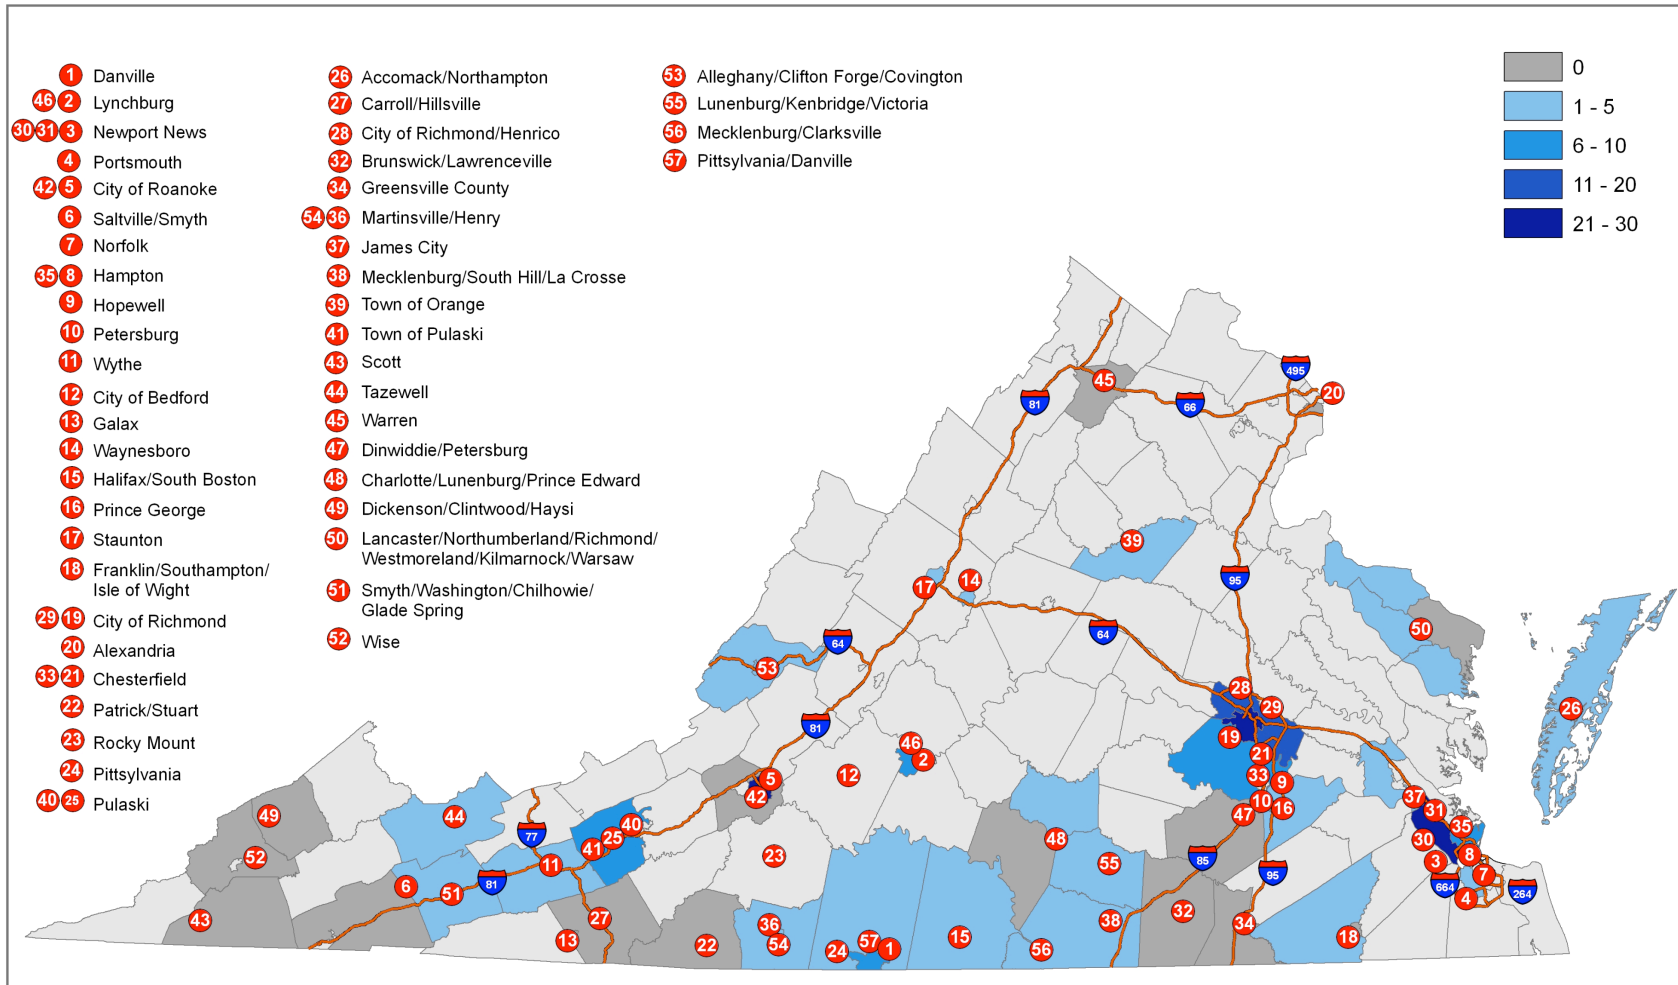 1 Danville
46 2 Lynchburg
30 31 3 Newport News
4 Portsmouth
42 5 City of Roanoke
6 Saltville/Smyth
7 Norfolk
35 8 Hampton
9 Hopewell
10 Petersburg
11 Wythe
12 City of Bedford
13 Galax
14 Waynesboro
15 Halifax/South Boston
16 Prince George
17 Staunton
18 Franklin/Southampton/
Isle of Wight
29 19 City of Richmond
20 Alexandria
33 21 Chesterfield
22 Patrick/Stuart
23 Rocky Mount
24 Pittsylvania
40 25 Pulaski
26 Accomack/Northampton
27 Carroll/Hillsville
28 City of Richmond/Henrico
32 Brunswick/Lawrenceville
34 Greensville County
54 36 Martinsville/Henry
37 James City
38 Mecklenburg/South Hill/La Crosse
39 Town of Orange
41 Town of Pulaski
43 Scott
44 Tazewell
45 Warren
47 Dinwiddie/Petersburg
48 Charlotte/Lunenburg/Prince Edward
49 Dickenson/Clintwood/Haysi
50 Lancaster/Northumberland/Richmond/
Westmoreland/Kilmarnock/Warsaw
51 Smyth/Washington/Chilhowie/
Glade Spring
52 Wise
53 Alleghany/Clifton Forge/Covington
55 Lunenburg/Kenbridge/Victoria
56 Mecklenburg/Clarksville
57 Pittsylvania/Danville
0
1 - 5
6 - 10
11 - 20
21 - 30
495
45
20
81
66
39
95
14
17
64
50
64
53
28
29
26
81
19
46
21
2
5
12
33
9
42
37
10
16
49
44
47
31
40
35
77
25
48
30
41
23
52
8
3
11
55
85
95
7
81
664
264
6
51
4
43
27
36
38
32
34
13
22
54
24
57
1
15
56
18